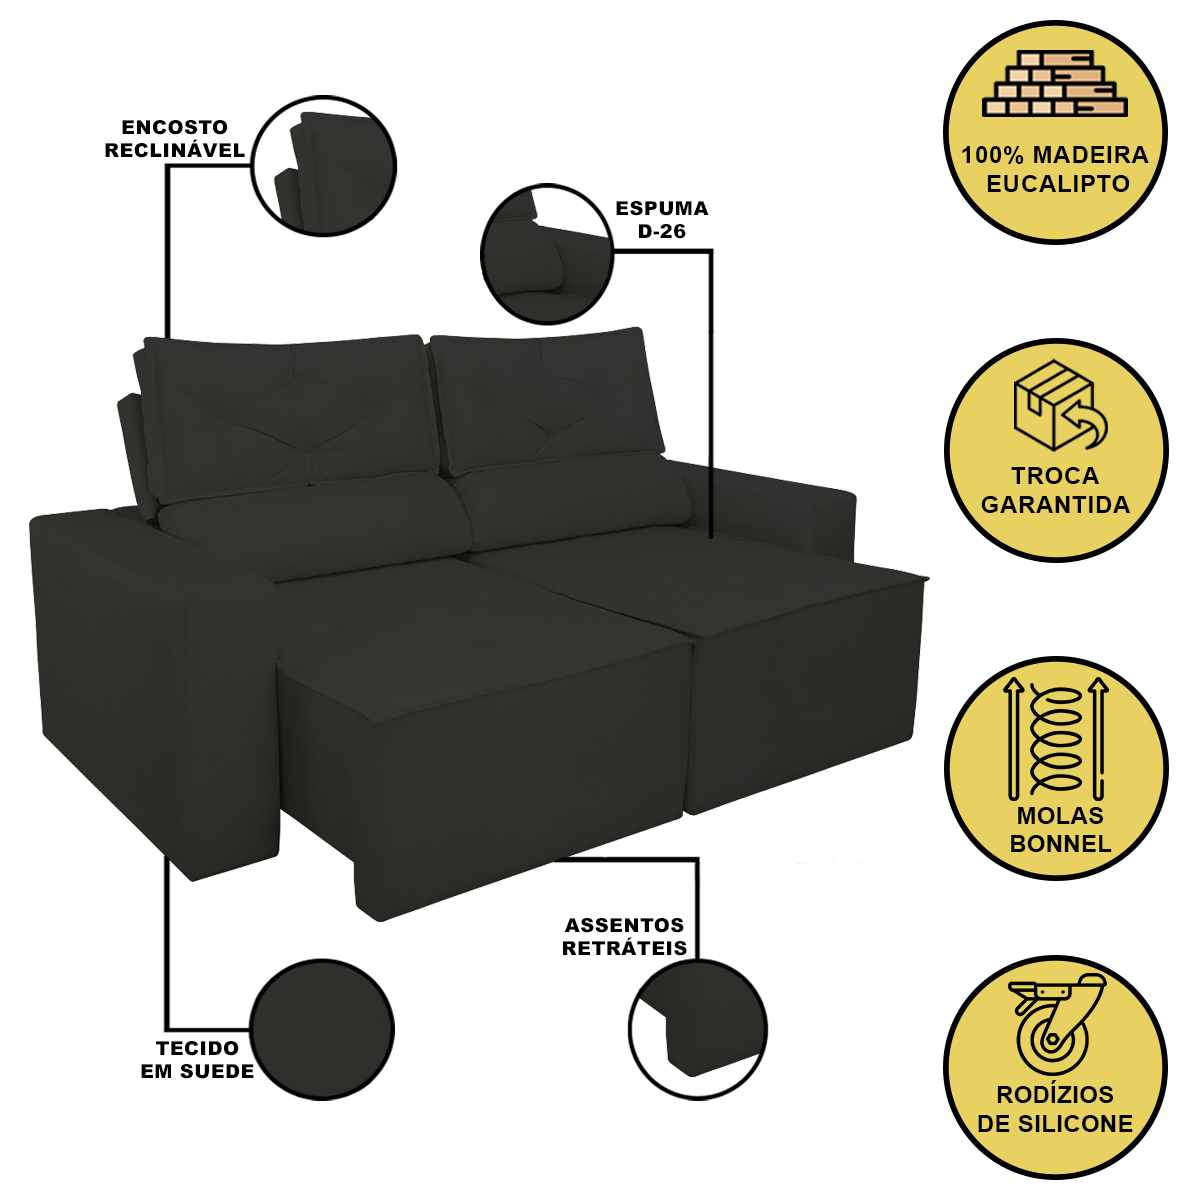 ENCOSTO
RECLINÁVEL
ESPUMA
D-26
100% MADEIRA
EUCALIPTO
TROCA
GARANTIDA
MOLAS
BONNEL
ASSENTOS
RETRÁTEIS
TECIDO
EM SUEDE
RODÍZIOS
DE SILICONE